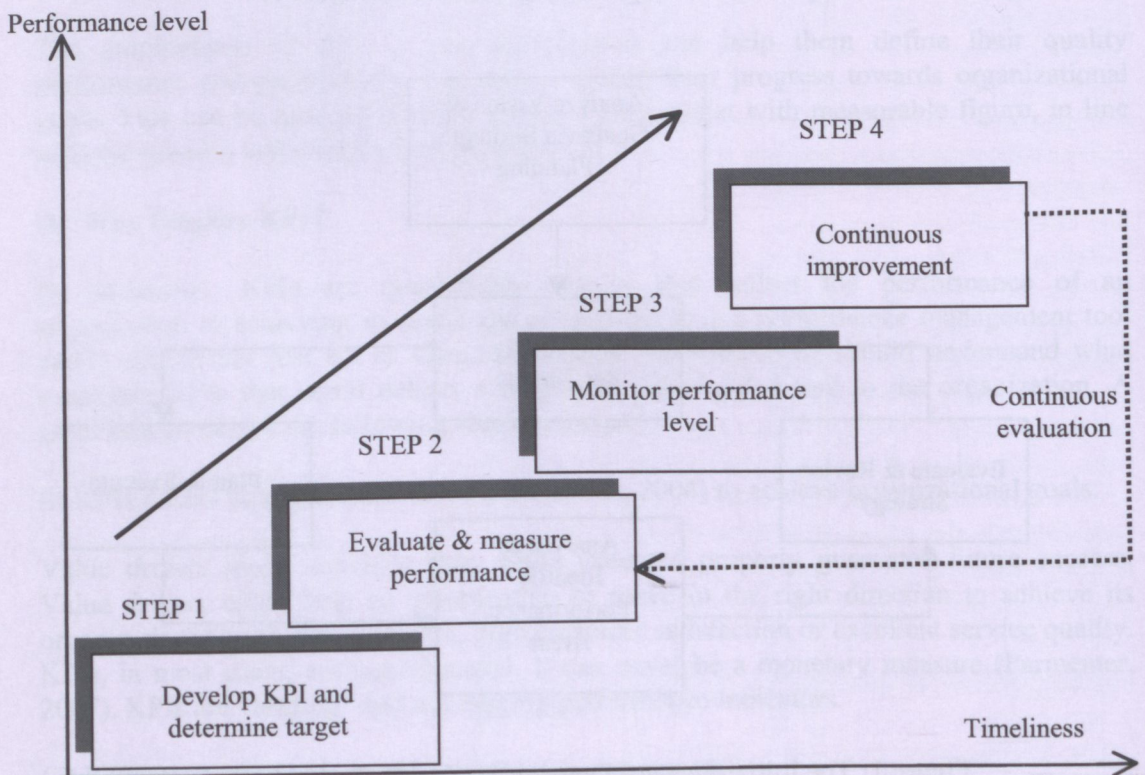 Performance level
STEP 4
Continuous
improvement
STEP 3
Monitor performance
level
Continuous
evaluation
STEP 2
Evaluate & measure
performance
STEP 1
Develop KPI and
determine target
Timeliness